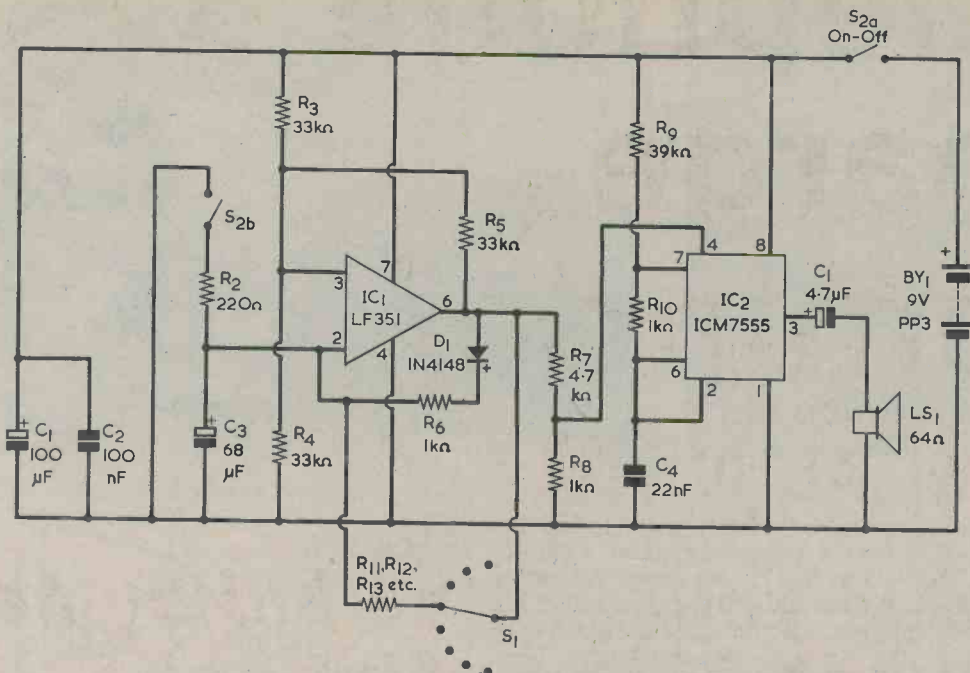 S2a
On-Off
R3
33kΩ
R9
39kΩ
S2b
R5
33kΩ
R2
220Ω
7
3
IC1
LF351
6
2
4
D1
1N4148
+
R6
1kΩ
R7
4·7
kΩ
R8
1kΩ
7
4
8
R10
1kΩ
IC2
ICM7555
3
6
2
1
C1
4·7µF
+
+
BY1
9V
PP3
LS1
64Ω
+
C1
100
µF
C2
100
nF
+
C3
68
µF
R4
33kΩ
C4
22nF
R11,R12,
R13 etc.
S1